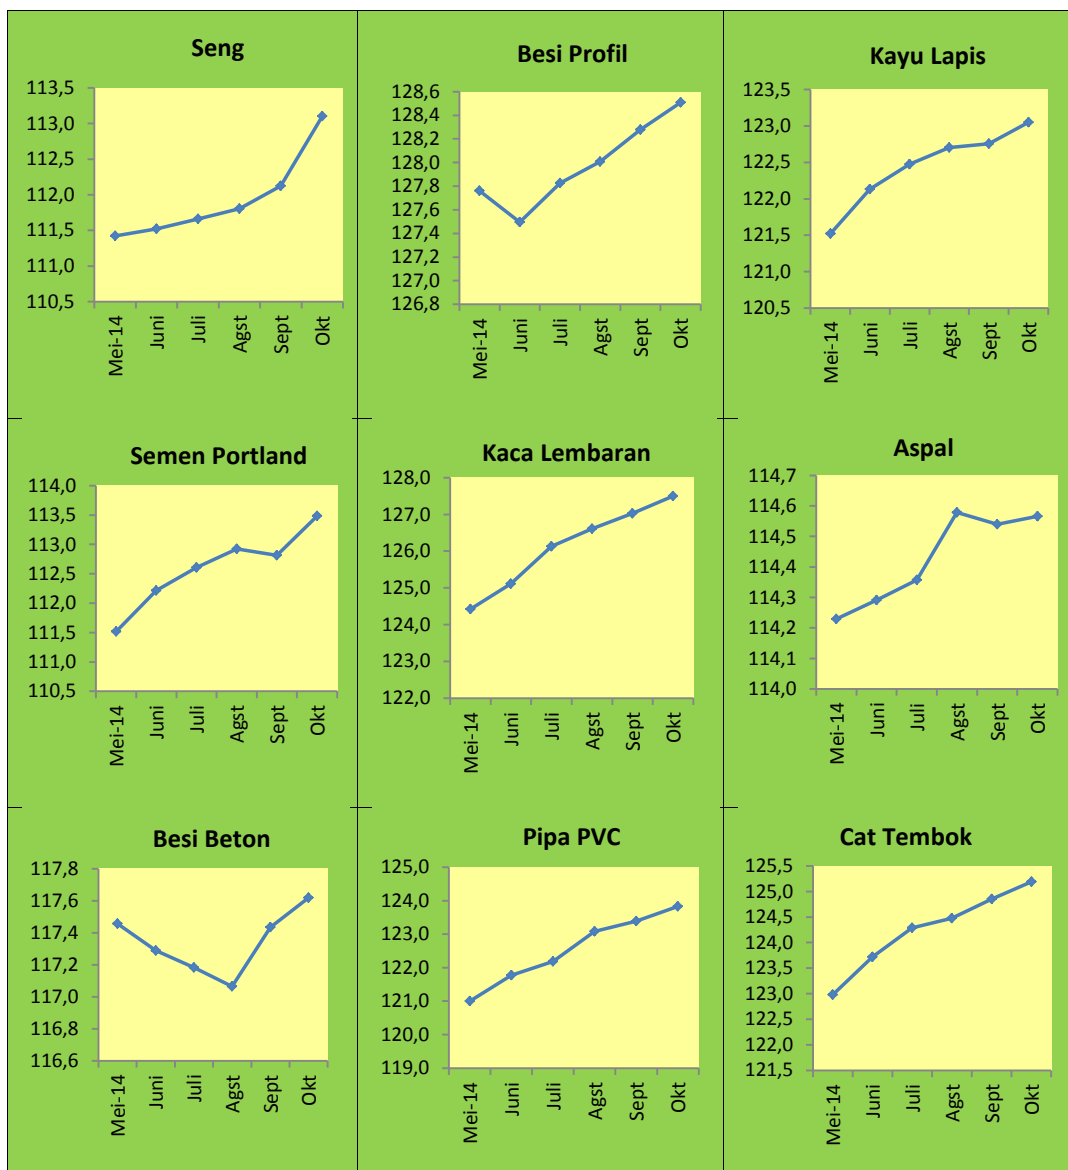 Seng
113,5
113,0
112,5
112,0
111,5
111,0
110,5
Mei-14
Juni
Juli
Agst
Sept
Okt
Besi Profil
128,6
128,4
128,2
128,0
127,8
127,6
127,4
127,2
127,0
126,8
Mei-14
Juni
Juli
Agst
Sept
Okt
Kayu Lapis
123,5
123,0
122,5
122,0
121,5
121,0
120,5
Mei-14
Juni
Juli
Agst
Sept
Okt
Semen Portland
114,0
113,5
113,0
112,5
112,0
111,5
111,0
110,5
Mei-14
Juni
Juli
Agst
Sept
Okt
Kaca Lembaran
128,0
127,0
126,0
125,0
124,0
123,0
122,0
Mei-14
Juni
Juli
Agst
Sept
Okt
Aspal
114,7
114,6
114,5
114,4
114,3
114,2
114,1
114,0
Mei-14
Juni
Juli
Agst
Sept
Okt
Besi Beton
117,8
117,6
117,4
117,2
117,0
116,8
116,6
Mei-14
Juni
Juli
Agst
Sept
Okt
Pipa PVC
125,0
124,0
123,0
122,0
121,0
120,0
119,0
Mei-14
Juni
Juli
Agst
Sept
Okt
Cat Tembok
125,5
125,0
124,5
124,0
123,5
123,0
122,5
122,0
121,5
Mei-14
Juni
Juli
Agst
Sept
Okt